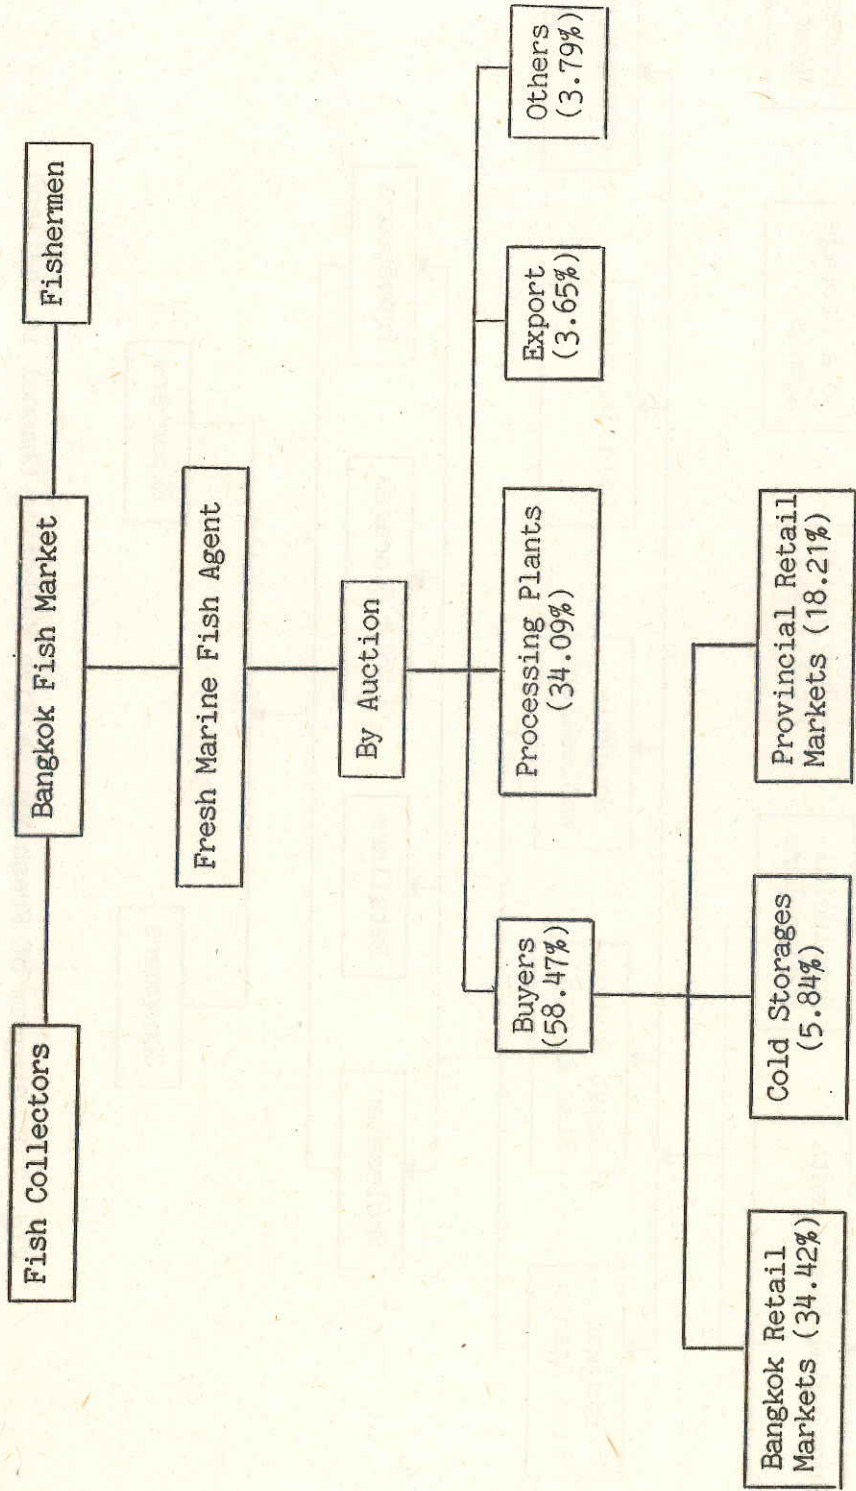 Fish Collectors
Bangkok Fish Market
Fishermen
Fresh Marine Fish Agent
By Auction
Buyers
(58.47%)
Processing Plants
(34.09%)
Export
(3.65%)
Others
(3.79%)
Bangkok Retail
Markets (34.42%)
Cold Storages
(5.84%)
Provincial Retail
Markets (18.21%)